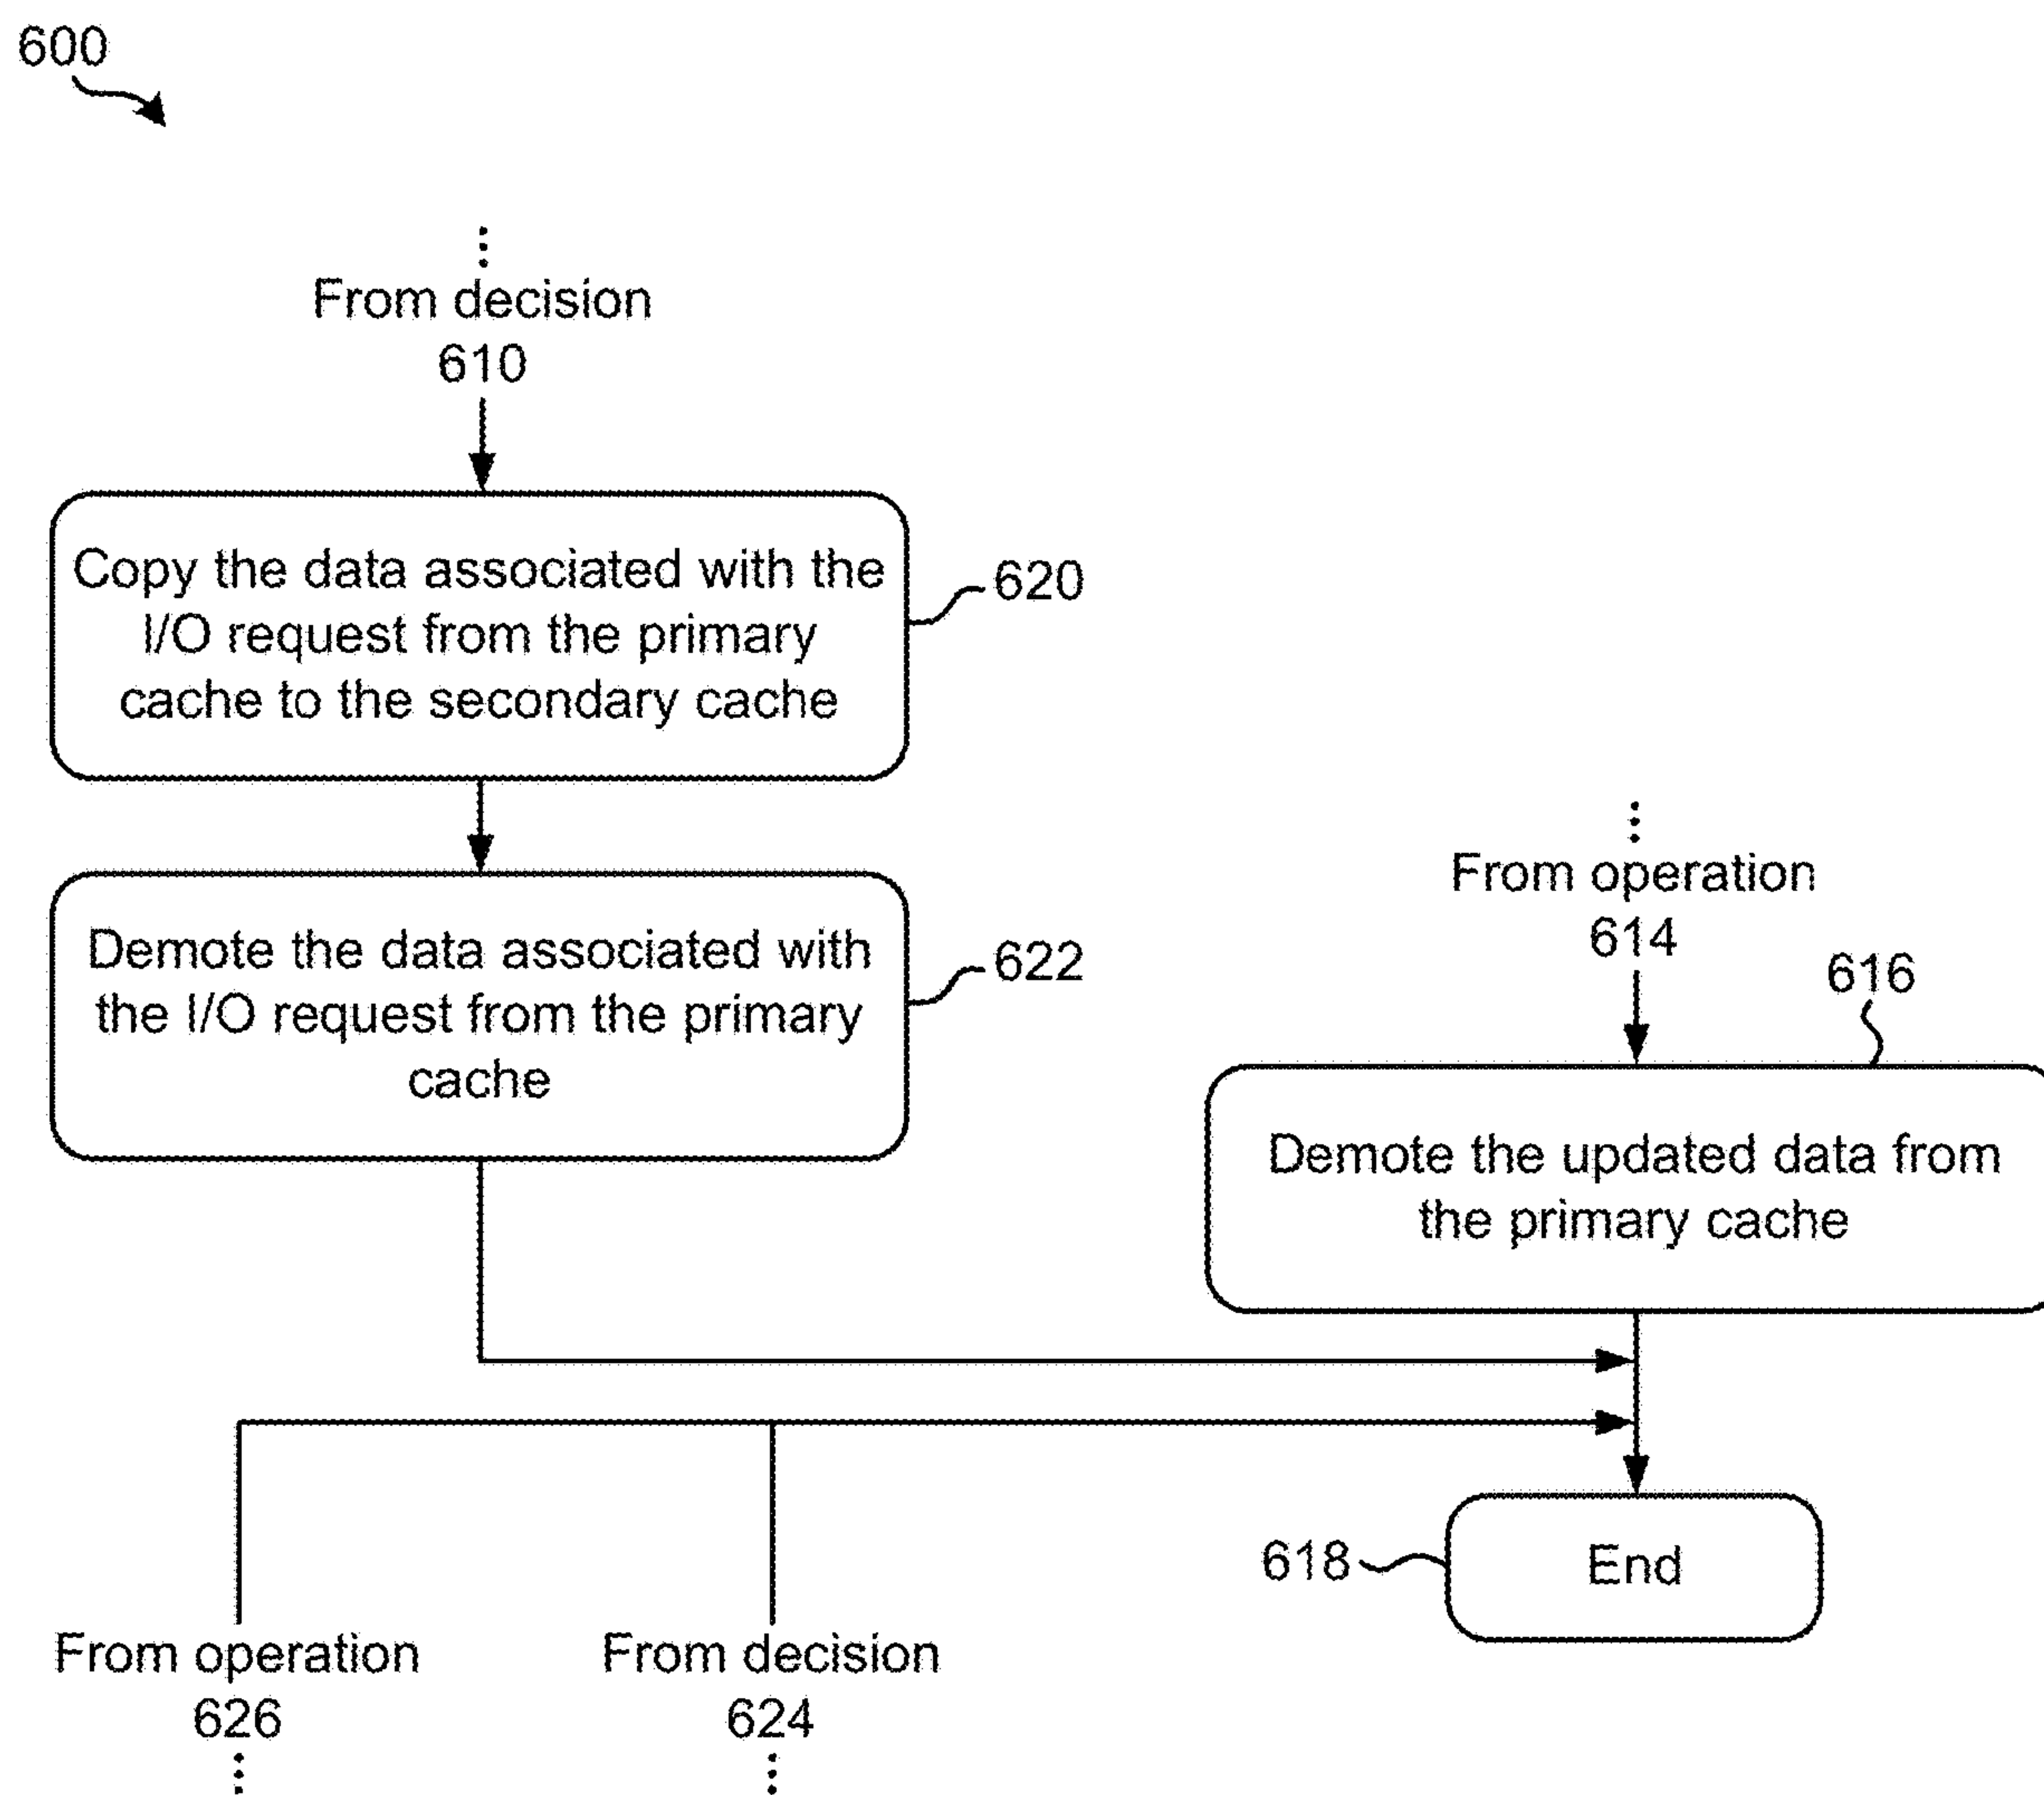 600
From decision
610
Copy the data associated with the
I/O request from the primary
cache to the secondary cache
620
Demote the data associated with
the I/O request from the primary
cache
622
From operation
614
616
Demote the updated data from
the primary cache
618
End
From operation
626
From decision
624